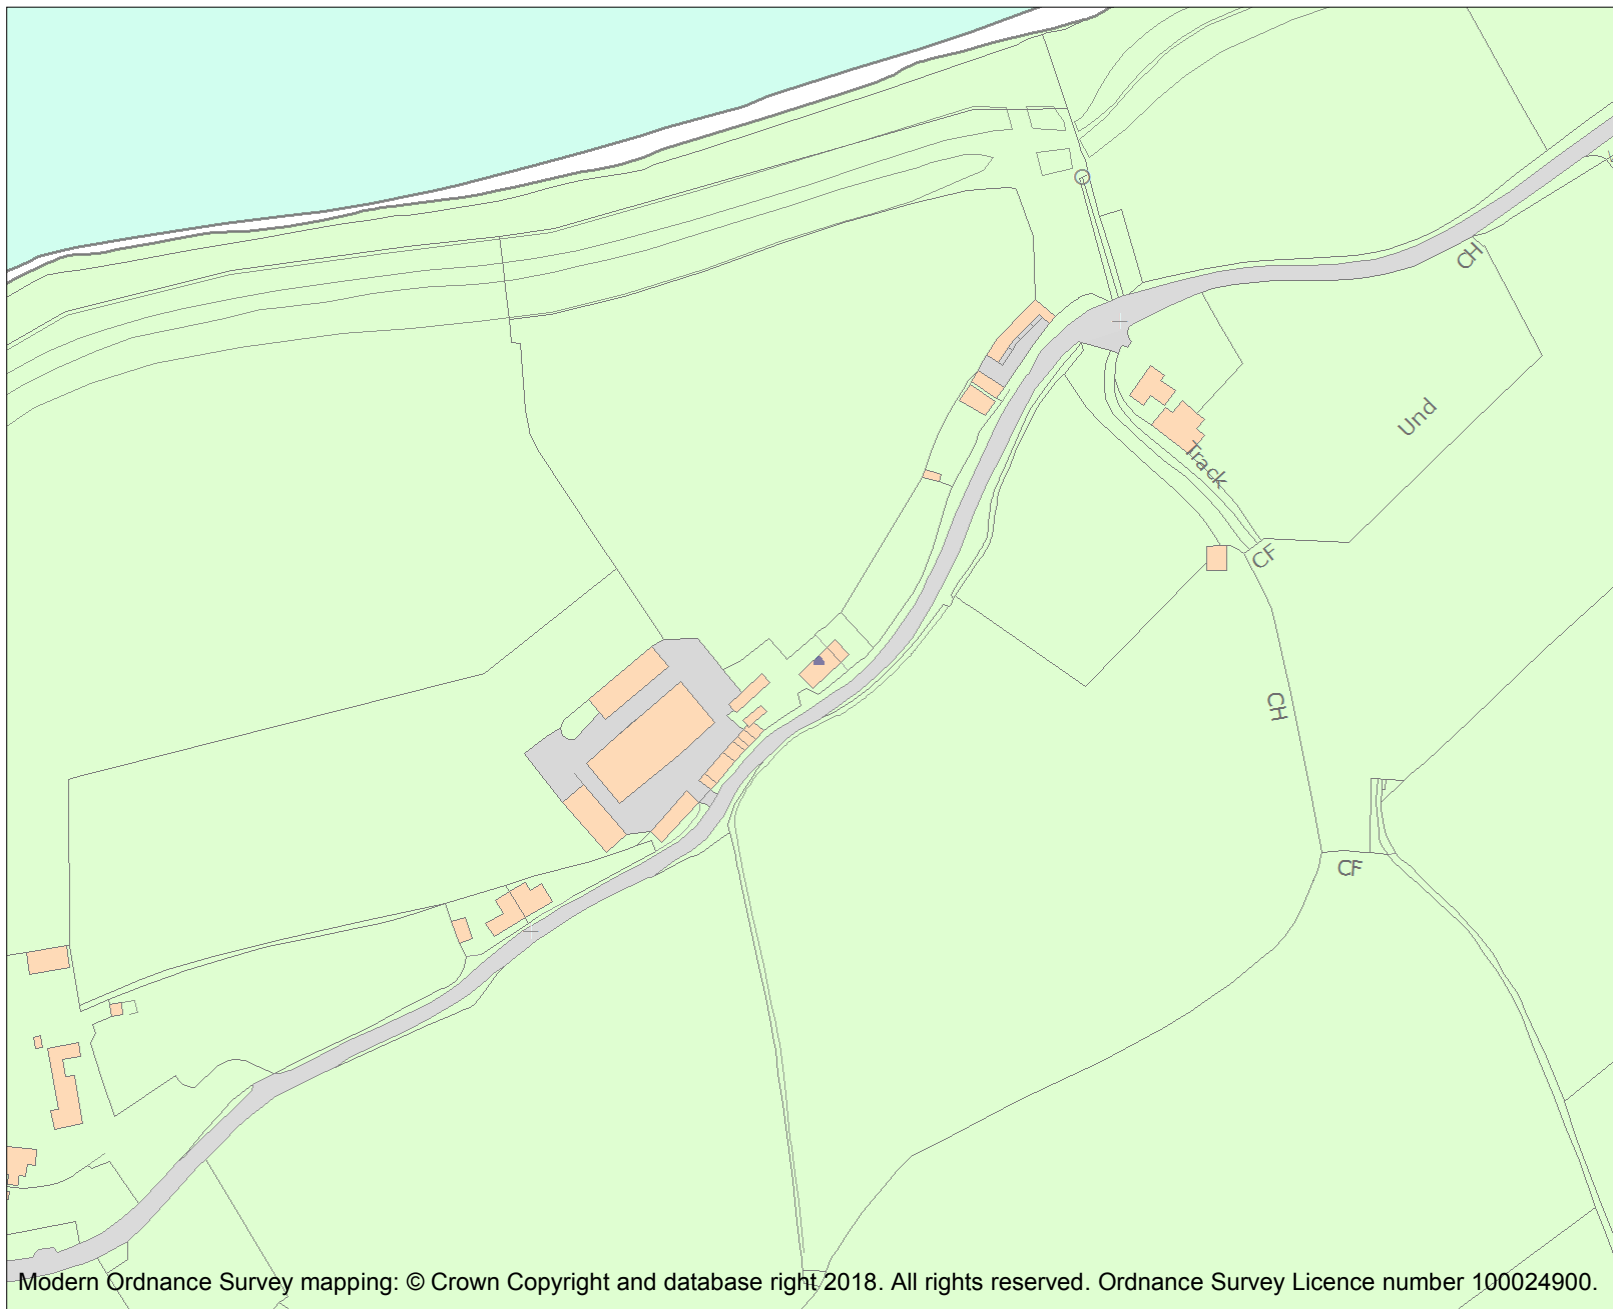 CH
Und
Track
CF
CH
CF
Modern Ordnance Survey mapping: © Crown Copyright and database right 2018. All rights reserved. Ordnance Survey Licence number 100024900.